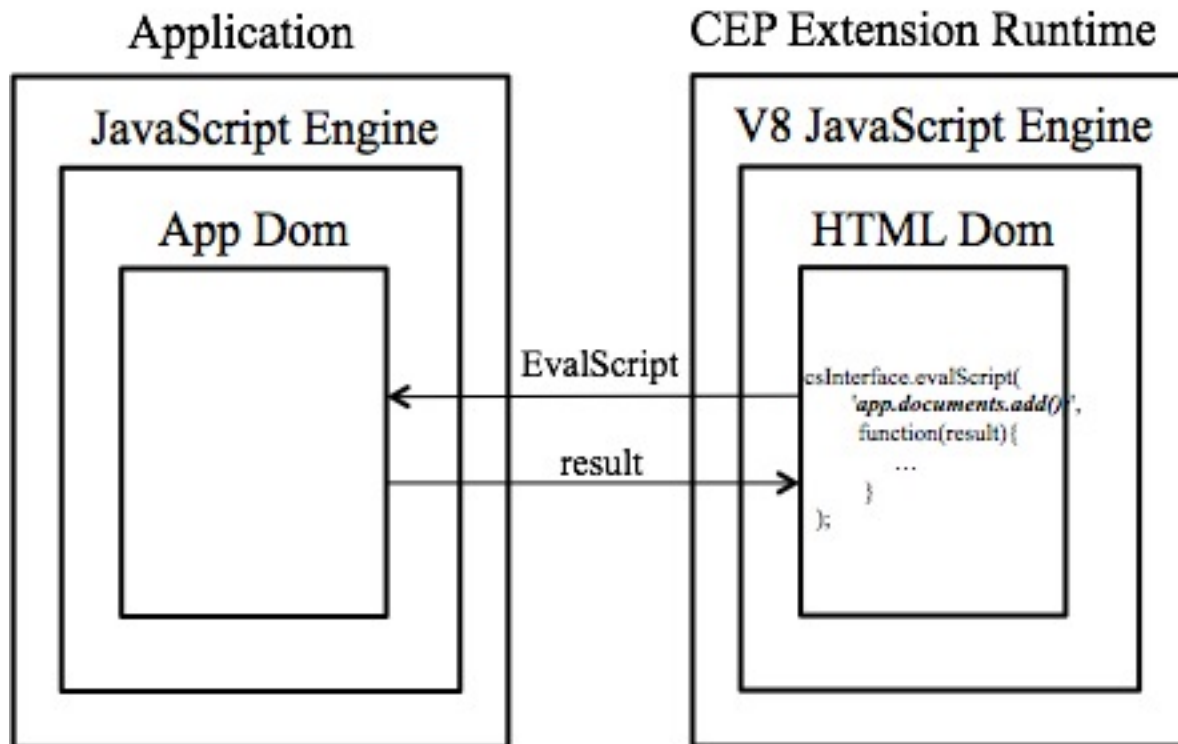 Application
CEP Extension Runtime
JavaScript Engine
V8 JavaScript Engine
App Dom
HTML Dom
EvalScript
csInterface.evalScript(
'app.documents.add();',
function(result){
...
}
);
result